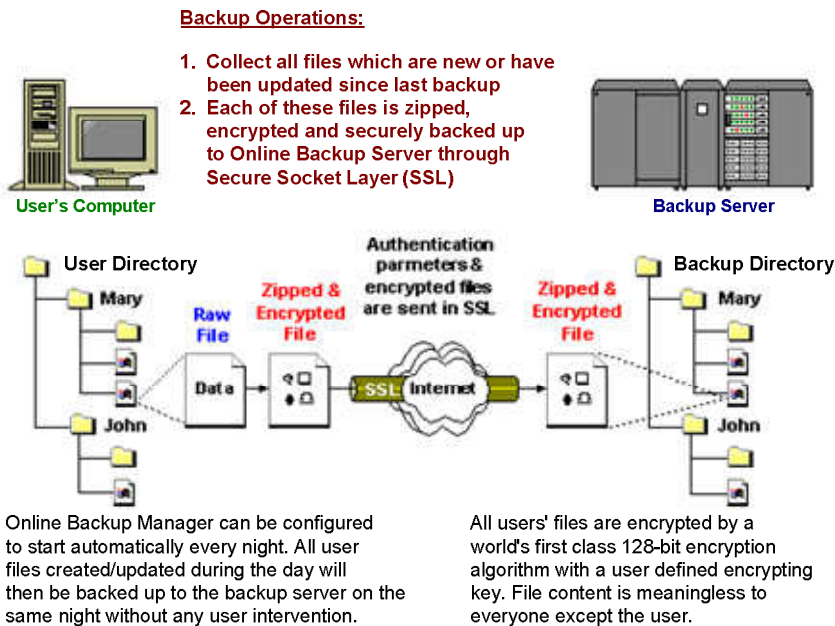 Backup Operations:
1. Collect all files which are new or have
been updated since last backup
2. Each of these files is zipped,
encrypted and securely backed up
to Online Backup Server through
Secure Socket Layer (SSL)
User's Computer
Backup Server
User Directory
Mary
John
Raw
File
Data
Zipped &
Encrypted
File
Authentication
parmeters &
encrypted files
are sent in SSL
SSL
Internet
Zipped &
Encrypted
File
Backup Directory
Mary
John
Online Backup Manager can be configured
to start automatically every night. All user
files created/updated during the day will
then be backed up to the backup server on the
same night without any user intervention.
All users' files are encrypted by a
world's first class 128-bit encryption
algorithm with a user defined encrypting
key. File content is meaningless to
everyone except the user.